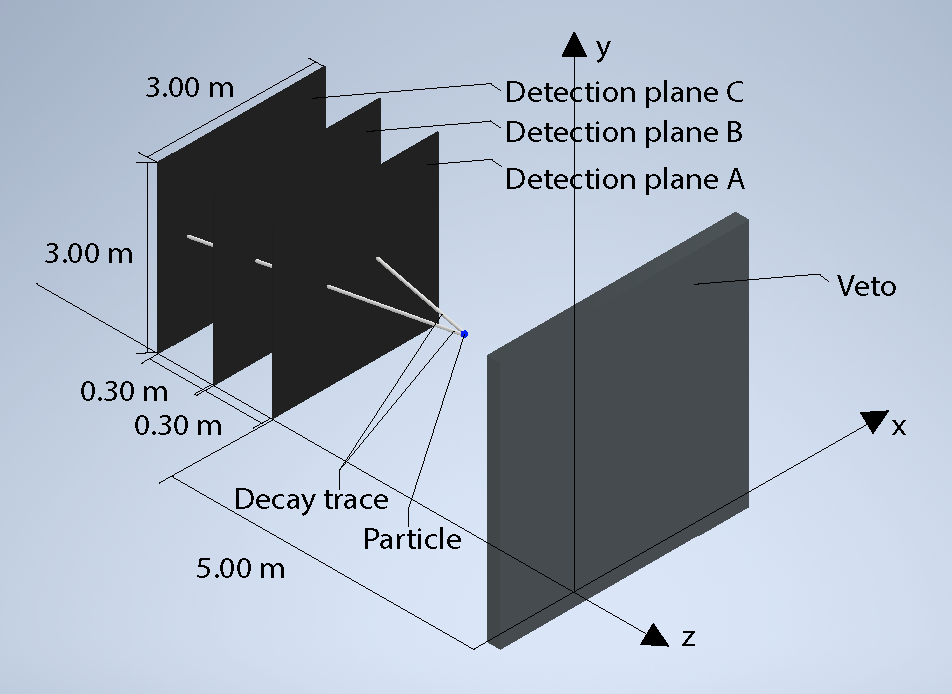 y
3.00 m
Detection plane C
Detection plane B
Detection plane A
3.00 m
Veto
0.30 m
0.30 m
x
Decay trace
Particle
5.00 m
z